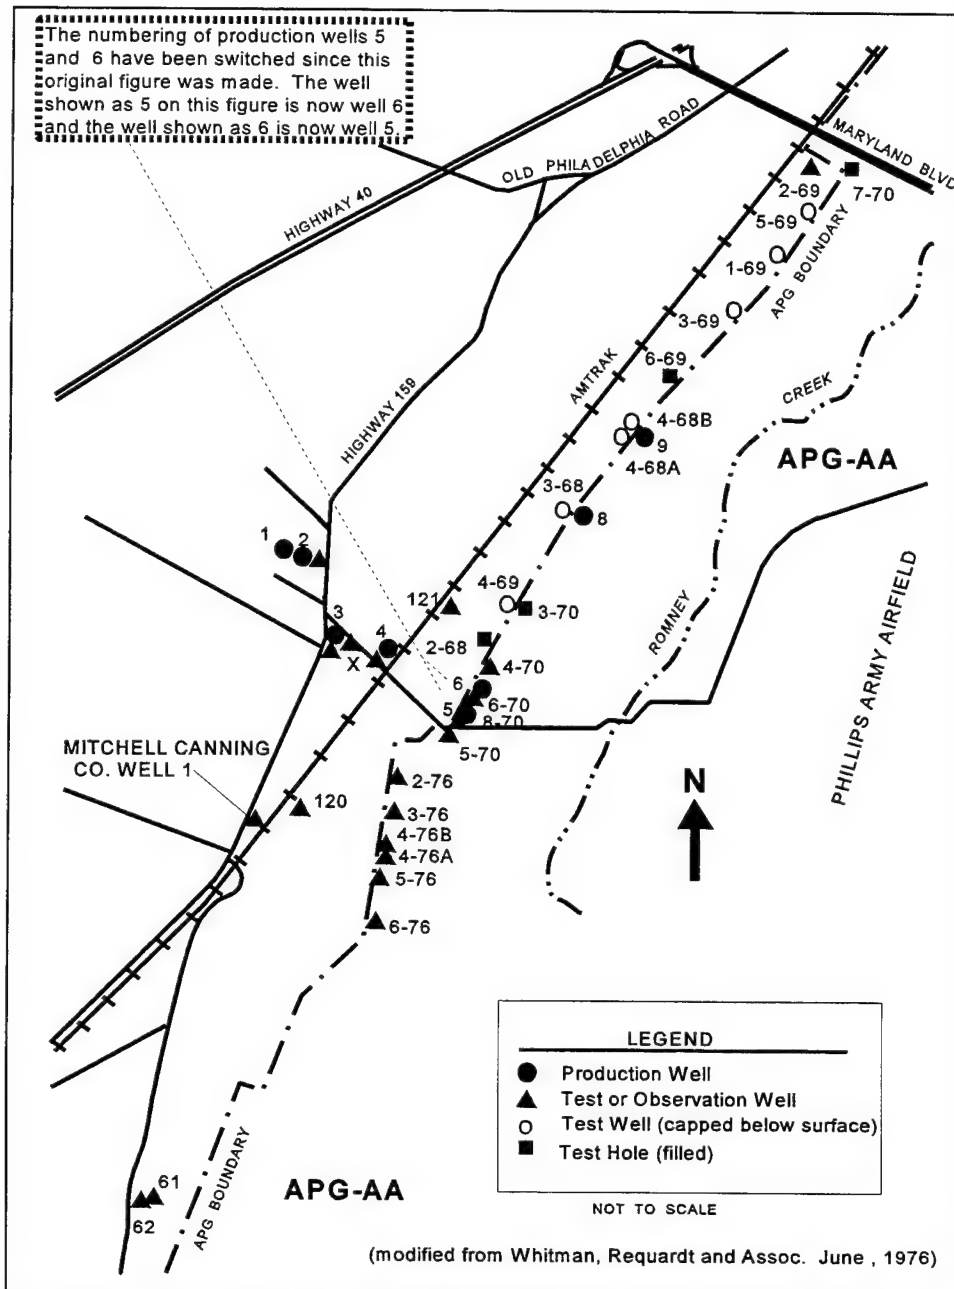 The numbering of production wells 5
and 6 have been switched since this
original figure was made. The well
shown as 5 on this figure is now well 6
and the well shown as 6 is now well 5.
OLD PHILADELPHIA ROAD
MARYLAND BLVD
HIGHWAY 40
2-69
7-70
5-69
1-69
APG BOUNDARY
3-69
6-69
AMTRAK
CREEK
HIGHWAY 159
4-68B
9
4-68A
APG-AA
3-68
8
1
2
4-69
121
3-70
3
4
2-68
ROMNEY
PHILLIPS ARMY AIRFIELD
X
4-70
6
6-70
5
8-70
5-70
MITCHELL CANNING
CO. WELL 1
N
2-76
120
3-76
4-76B
4-76A
5-76
6-76
LEGEND
Production Well
Test or Observation Well
Test Well (capped below surface)
Test Hole (filled)
NOT TO SCALE
APG BOUNDARY
APG-AA
61
62
(modified from Whitman, Requardt and Assoc. June , 1976)